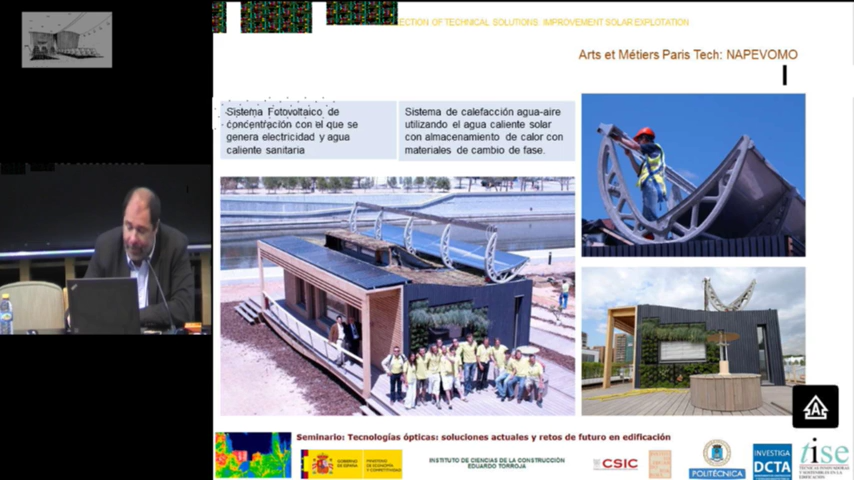 ECTION OF TECHNICAL SOLUTIONS: IMPROVEMENT SOLAR EXPLOTATION
Arts et Métiers Paris Tech: NAPEVOMO
Sistema Fotovoltaico de
concentración con el que se
genera electricidad y agua
caliente sanitaria
Sistema de calefacción agua-aire
utilizando el agua caliente solar
con almacenamiento de calor con
materiales de cambio de fase.
Seminario: Tecnologías ópticas: soluciones actuales y retos de futuro en edificación
GOBIERNO
DE ESPAÑA
MINISTERIO
DE ECONOMÍA
Y COMPETITIVIDAD
INSTITUTO DE CIENCIAS DE LA CONSTRUCCIÓN
EDUARDO TORROJA
CSIC
POLITÉCNICA
INVESTIGA
DCTA
tise